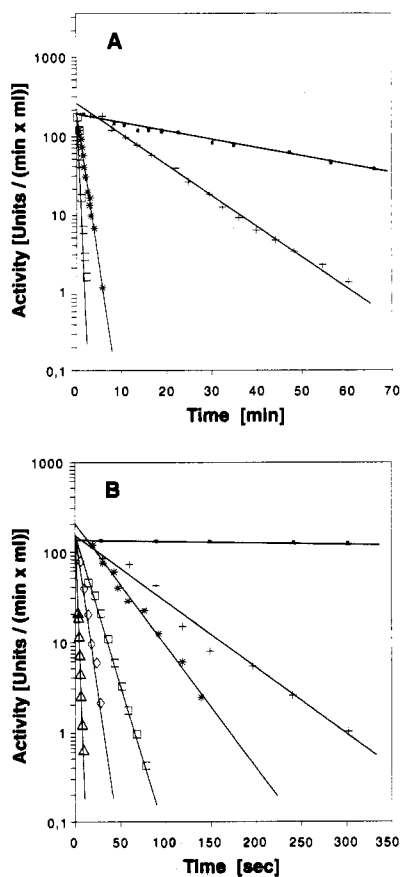 A
Activity [Units / (min x ml)]
1000
100
10
1
0,1
0 10 20 30 40 50 60 70
Time [min]
B
Activity [Units / (min x ml)]
1000
100
10
1
0,1
0 50 100 150 200 250 300 350
Time [sec]